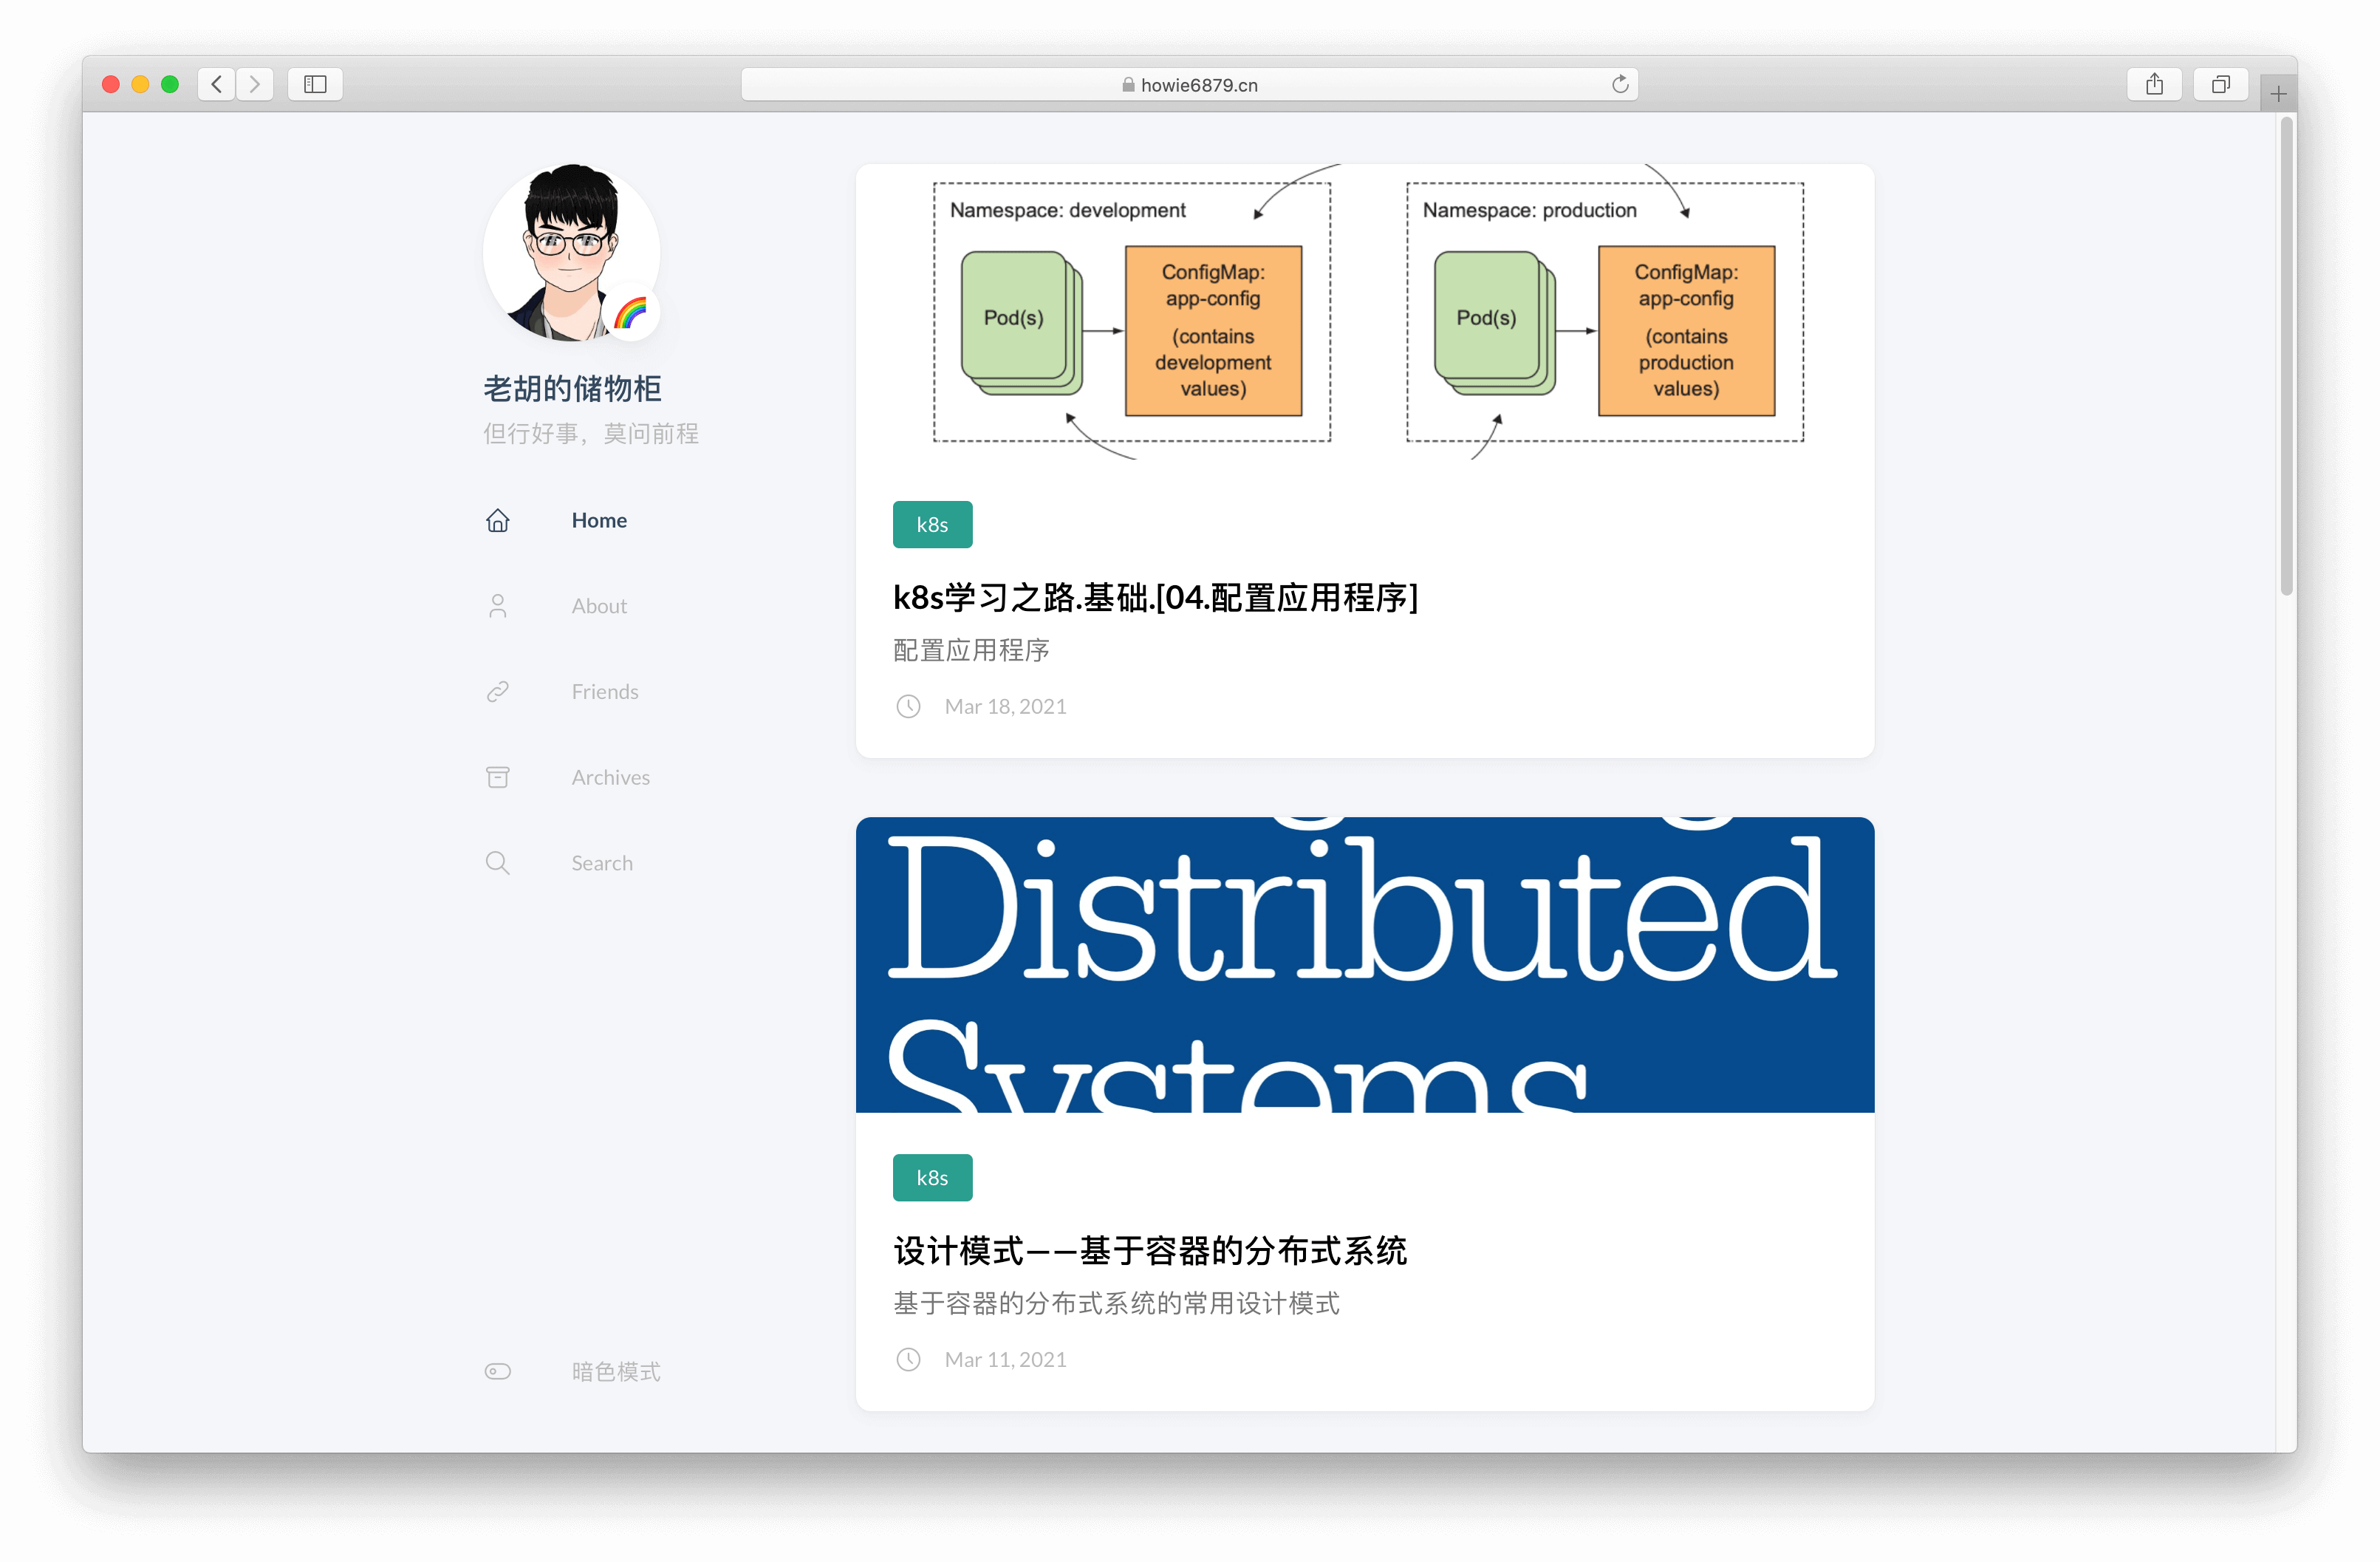 howie6879.cn
老胡的储物柜
但行好事，莫问前程
Home
About
Friends
Archives
Search
暗色模式
Namespace: development
Pod(s)
ConfigMap:
app-config
(contains
development
values)
Namespace: production
Pod(s)
ConfigMap:
app-config
(contains
production
values)
k8s
k8s学习之路.基础.[04.配置应用程序]
配置应用程序
Mar 18, 2021
Distributed
Systems
k8s
设计模式——基于容器的分布式系统
基于容器的分布式系统的常用设计模式
Mar 11, 2021